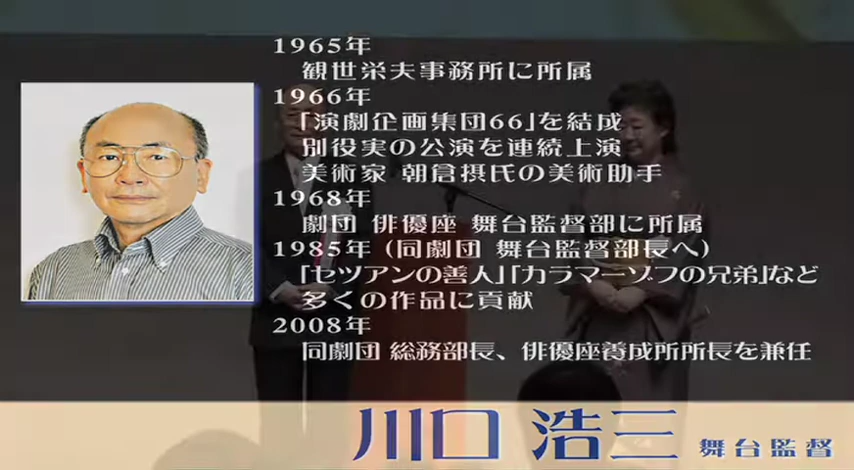 1965年
観世栄夫事務所に所属
1966年
「演劇企画集団66」を結成
別役実の公演を連続上演
美術家 朝倉摂氏の美術助手
1968年
劇団 俳優座 舞台監督部に所属
1985年 (同劇団 舞台監督部長へ)
「セツアンの善人」「カラマーゾフの兄弟」など
多くの作品に貢献
2008年
同劇団 総務部長、俳優座養成所所長を兼任
川口 浩三 舞台監督